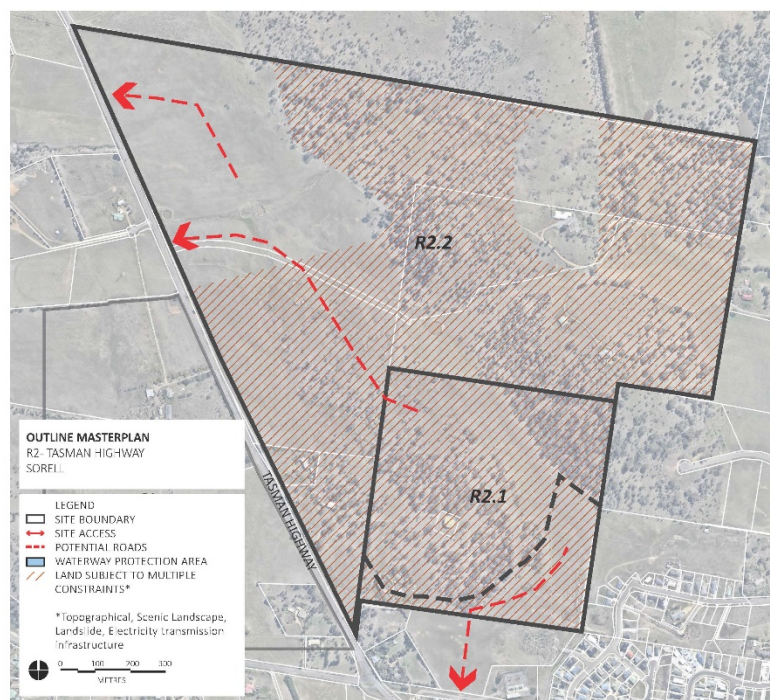 R2.2
R2.1
TASMAN HIGHWAY
OUTLINE MASTERPLAN
R2- TASMAN HIGHWAY
SORELL
LEGEND
SITE BOUNDARY
SITE ACCESS
POTENTIAL ROADS
WATERWAY PROTECTION AREA
LAND SUBJECT TO MULTIPLE
CONSTRAINTS*
*Topographical, Scenic Landscape,
Landslide, Electricity transmission
infrastructure
0 100 200 300
METRES